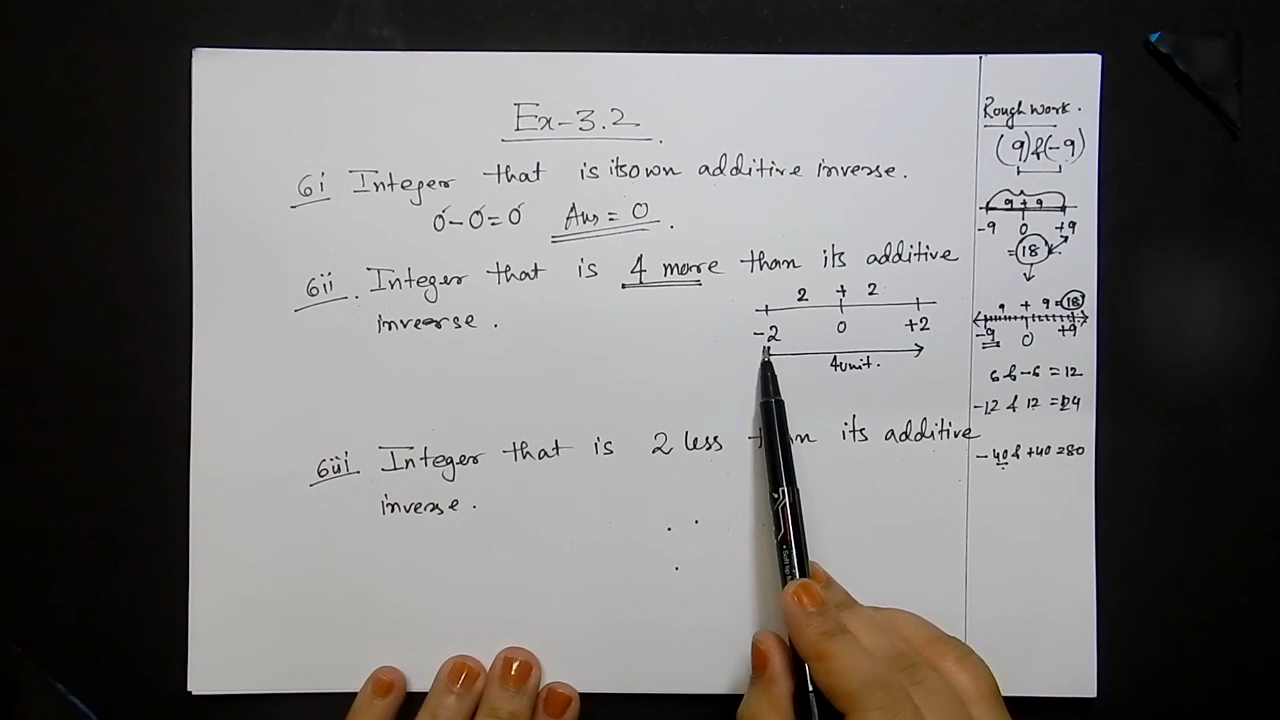 Ex-3.2
6i Integer that is its own additive inverse.
0-0=0 Ans = 0
6ii. Integer that is 4 more than its additive
inverse.
2 + 2
-2 0 +2
4unit.
6iii Integer that is 2 less than its additive
inverse.
Rough work.
(9)&(-9)
9 + 9
-9 0 +9
= 18
9 + 9 = 18
-9 0 +9
6 & -6 = 12
-12 & 12 = 24
-40 & +40 = 80